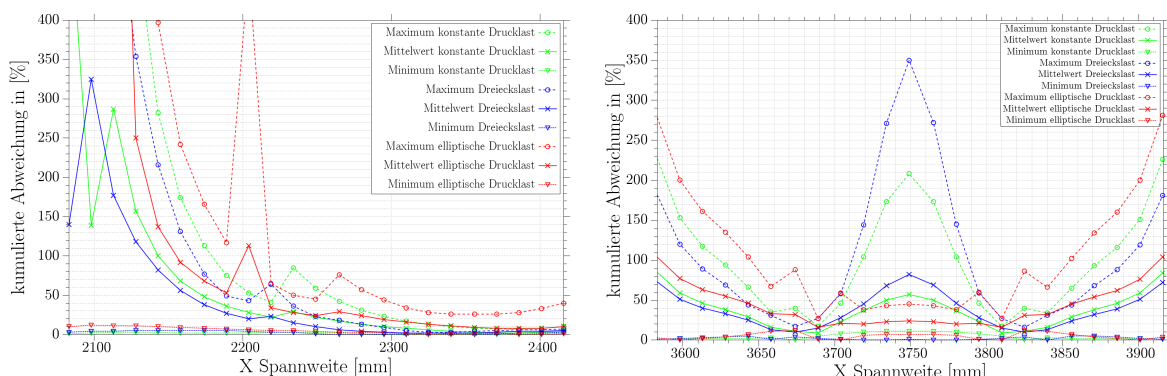 400
350
300
250
200
150
100
50
0
kumulierte Abweichung in [%]
Maximum konstante Drucklast
Mittelwert konstante Drucklast
Minimum konstante Drucklast
Maximum Dreieckslast
Mittelwert Dreieckslast
Minimum Dreieckslast
Maximum elliptische Drucklast
Mittelwert elliptische Drucklast
Minimum elliptische Drucklast
2100 2200 2300 2400
X Spannweite [mm]
400
350
300
250
200
150
100
50
0
kumulierte Abweichung in [%]
Maximum konstante Drucklast
Mittelwert konstante Drucklast
Minimum konstante Drucklast
Maximum Dreieckslast
Mittelwert Dreieckslast
Minimum Dreieckslast
Maximum elliptische Drucklast
Mittelwert elliptische Drucklast
Minimum elliptische Drucklast
3600 3650 3700 3750 3800 3850 3900
X Spannweite [mm]